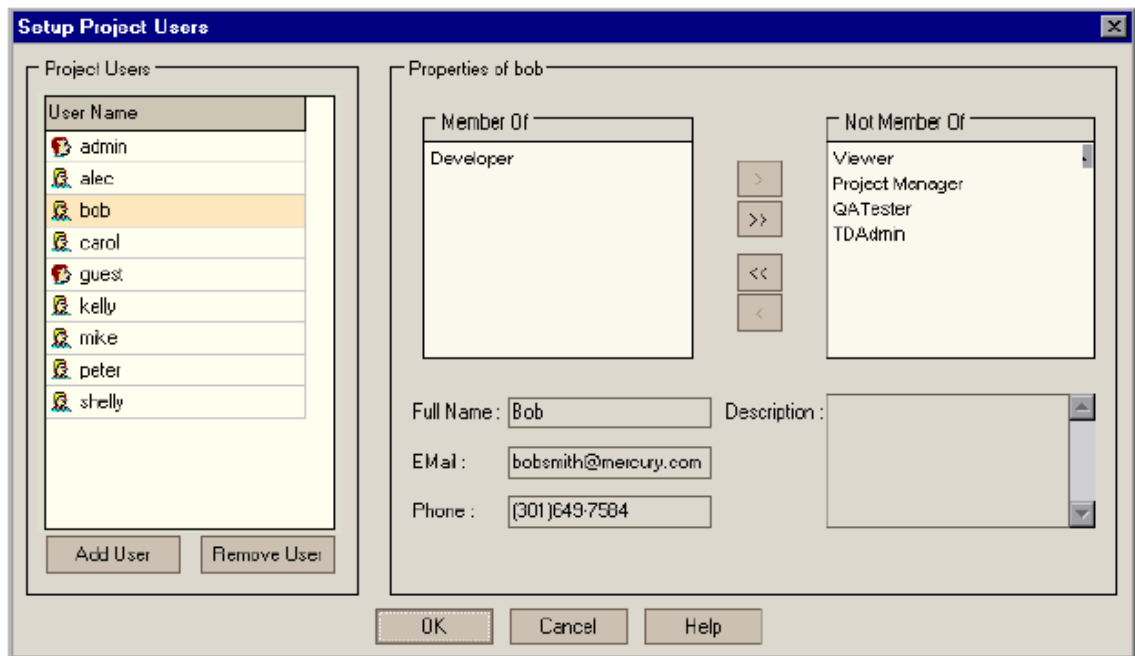 Setup Project Users
Project Users
User Name
admin
alec
bob
carol
guest
kelly
mike
peter
shelly
Add User
Remove User
Properties of bob
Member Of
Developer
>
>>
<<
<
Not Member Of
Viewer
Project Manager
QATester
TDAdmin
Full Name :
Bob
EMail :
bobsmith@mercury.com
Phone :
(301)649-7584
Description :
OK
Cancel
Help